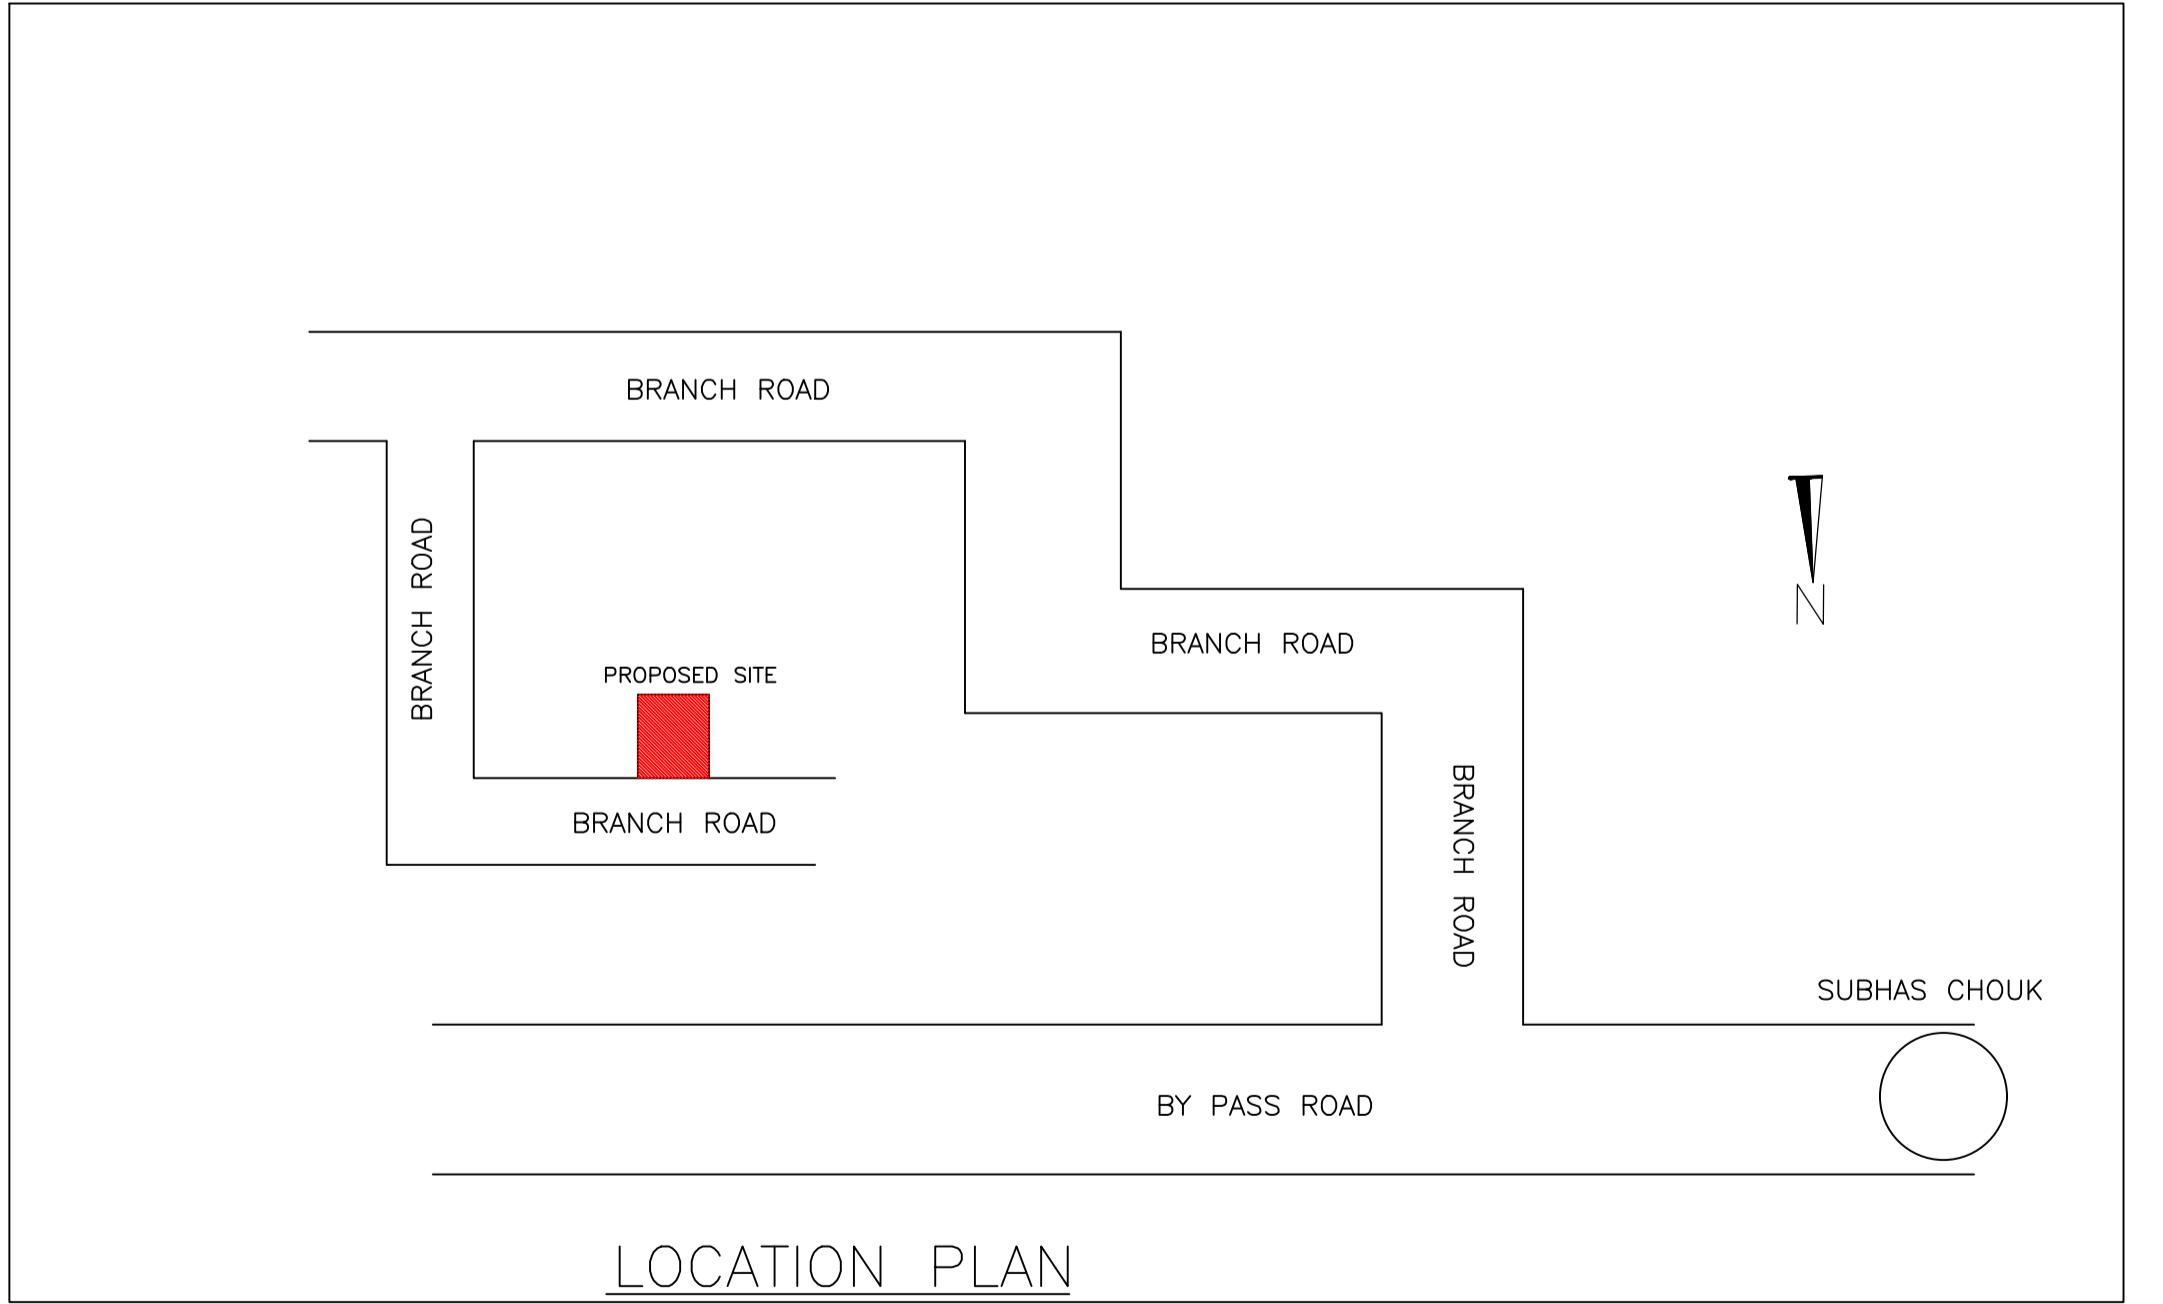 BRANCH ROAD
BRANCH ROAD
N
BRANCH ROAD
PROPOSED SITE
BRANCH ROAD
BRANCH ROAD
SUBHAS CHOUK
BY PASS ROAD
LOCATION PLAN